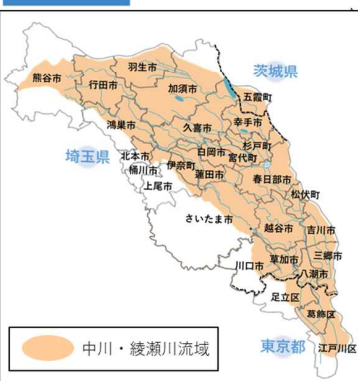 茨城県
羽生市
熊谷市
加須市
行田市
五霞町
幸手市
鴻巣市
久喜市
杉戸町
埼玉県
北本市
白岡市
宮代町
伊奈町
桶川市
蓮田市
春日部市
上尾市
松伏町
さいたま市
越谷市
吉川市
三郷市
草加市
川口市
八潮市
足立区
葛飾区
中川・綾瀬川流域
東京都
江戸川区